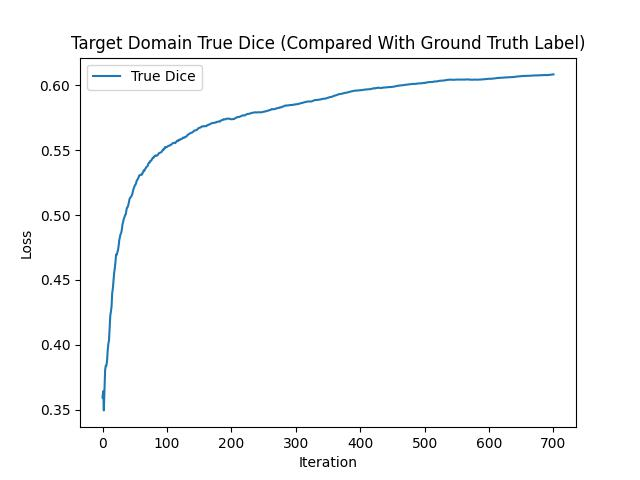 Target Domain True Dice (Compared With Ground Truth Label)
True Dice
0.60
0.55
0.50
0.45
0.40
0.35
Loss
0 100 200 300 400 500 600 700
Iteration